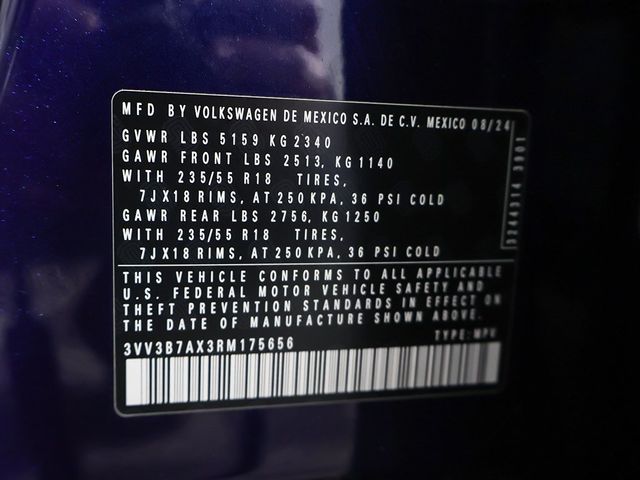 MFD BY VOLKSWAGEN DE MEXICO S.A. DE C.V. MEXICO 08/24
GVWR LBS 5159 KG 2340
GAWR FRONT LBS 2513, KG 1140
WITH 235/55 R18 TIRES,
7JX18 RIMS, AT 250 KPA, 36 PSI COLD
GAWR REAR LBS 2756, KG 1250
WITH 235/55 R18 TIRES,
7JX18 RIMS, AT 250 KPA, 36 PSI COLD
THIS VEHICLE CONFORMS TO ALL APPLICABLE
U.S. FEDERAL MOTOR VEHICLE SAFETY AND
THEFT PREVENTION STANDARDS IN EFFECT ON
THE DATE OF MANUFACTURE SHOWN ABOVE.
3VV3B7AX3RM175656 TYPE: MPV
3244314 3901